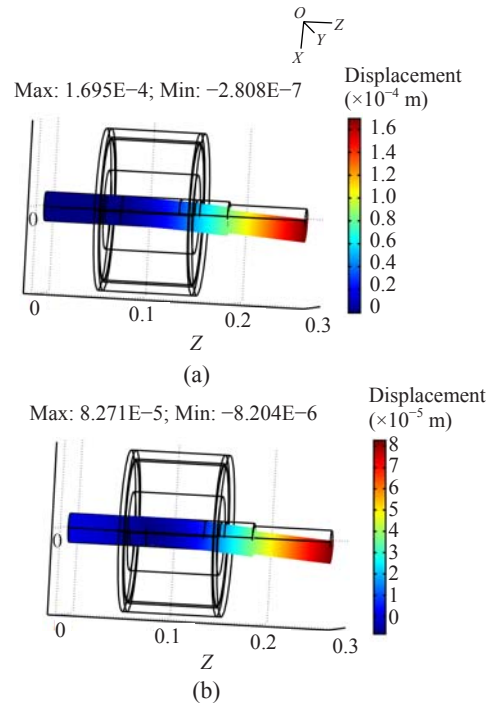 O
Z
Y
X
Max: 1.695E−4; Min: −2.808E−7
Displacement
(×10⁻⁴ m)
1.6
1.4
1.2
1.0
0.8
0.6
0.4
0.2
0
0
0 0.1 0.2 0.3
Z
(a)
Max: 8.271E−5; Min: −8.204E−6
Displacement
(×10⁻⁵ m)
8
7
6
5
4
3
2
1
0
0
0 0.1 0.2 0.3
Z
(b)